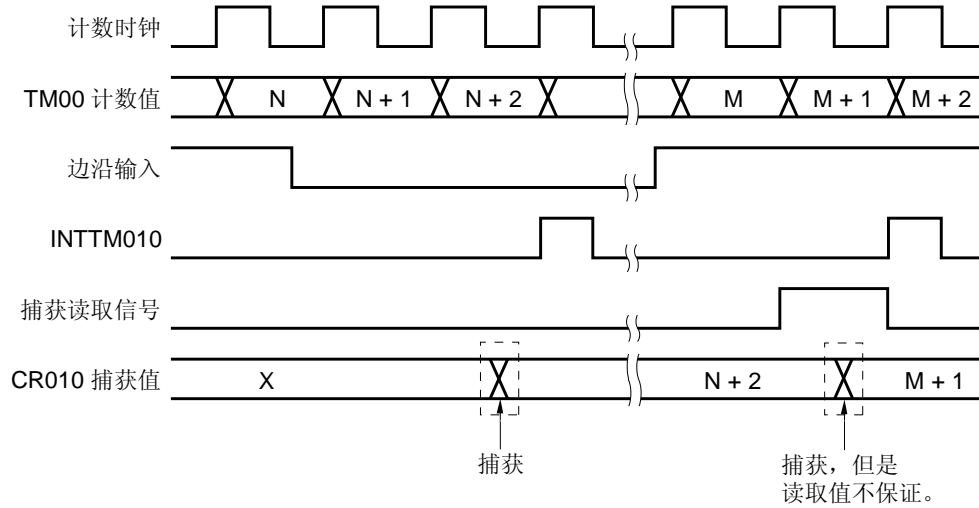 计数时钟
TM00 计数值
N
N + 1
N + 2
M
M + 1
M + 2
边沿输入
INTTM010
捕获读取信号
CR010 捕获值
X
N + 2
M + 1
捕获
捕获，但是
读取值不保证。